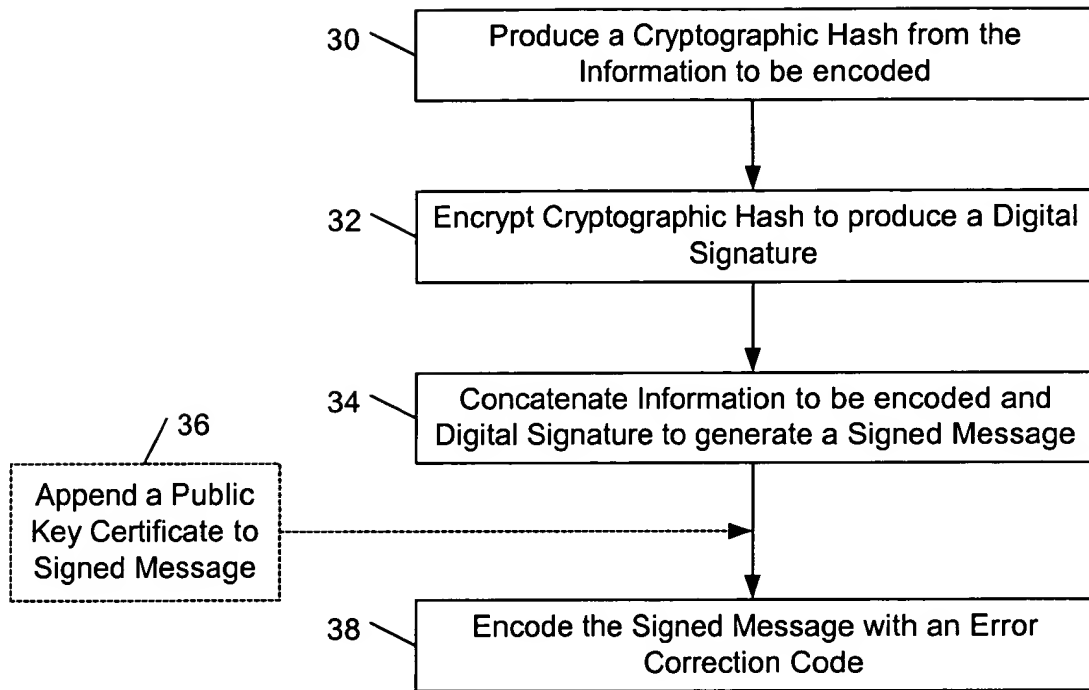 30
Produce a Cryptographic Hash from the
Information to be encoded
32
Encrypt Cryptographic Hash to produce a Digital
Signature
34
Concatenate Information to be encoded and
Digital Signature to generate a Signed Message
36
Append a Public
Key Certificate to
Signed Message
38
Encode the Signed Message with an Error
Correction Code